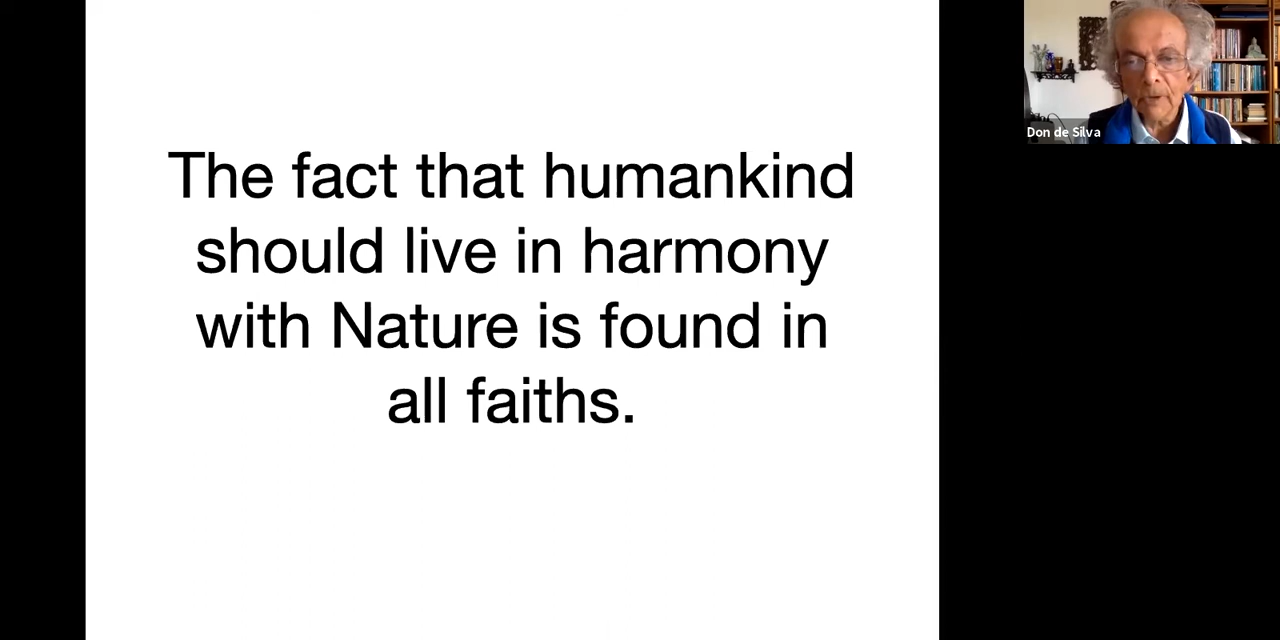 The fact that humankind
should live in harmony
with Nature is found in
all faiths.
Don de Silva